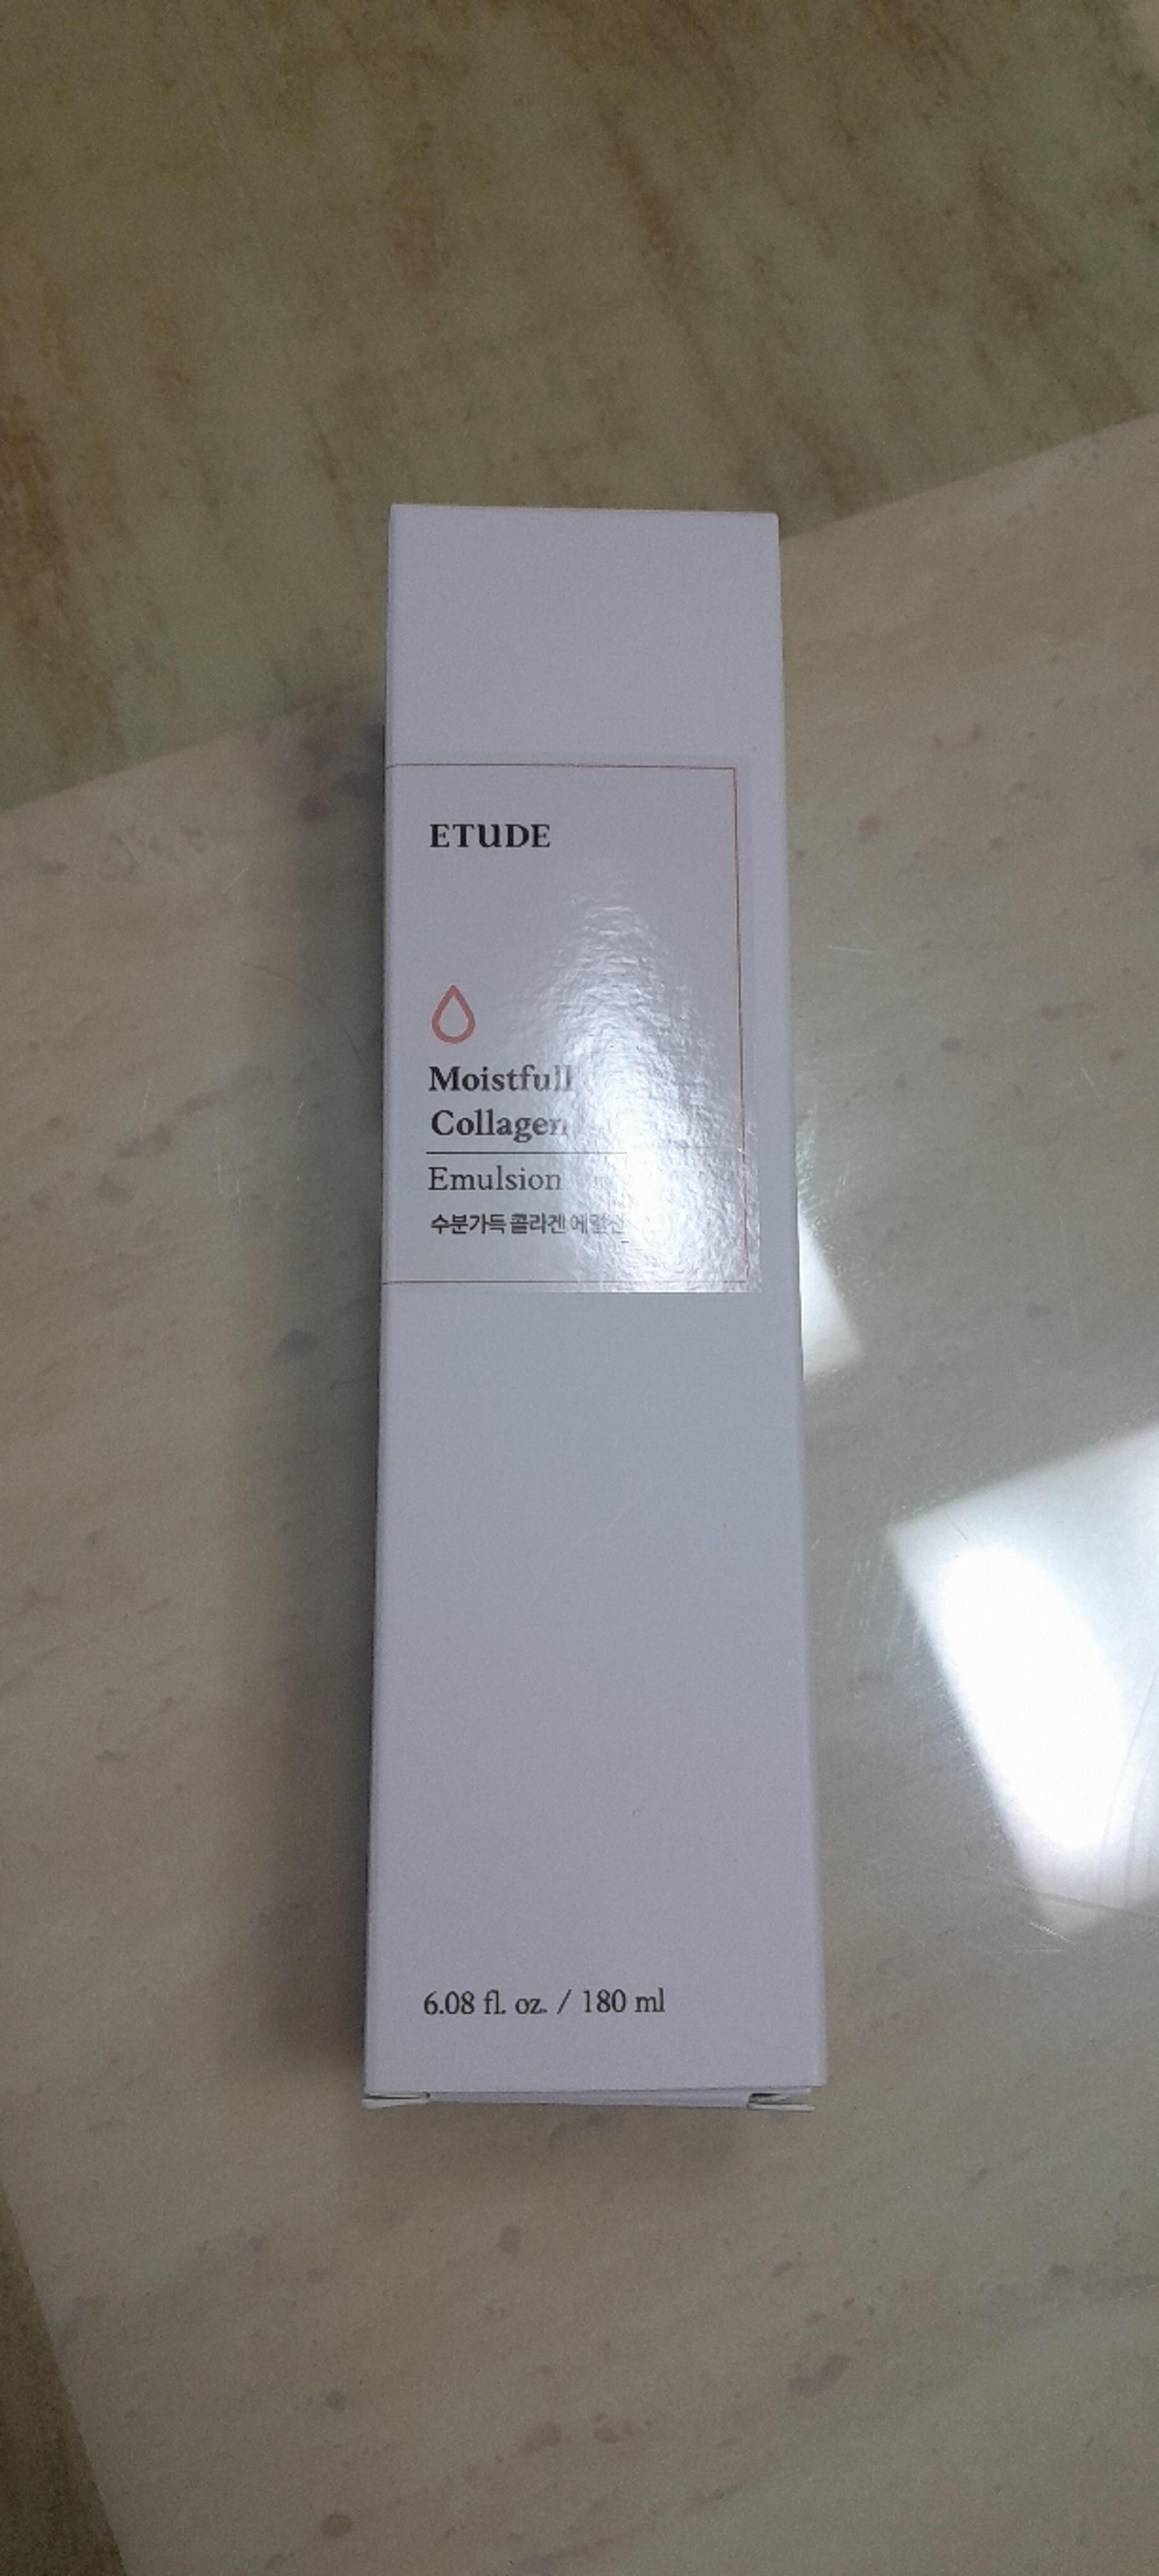 ETUDE
Moistfull
Collagen
Emulsion
수분가득 콜라겐 에멀전
6.08 fl. oz. / 180 ml